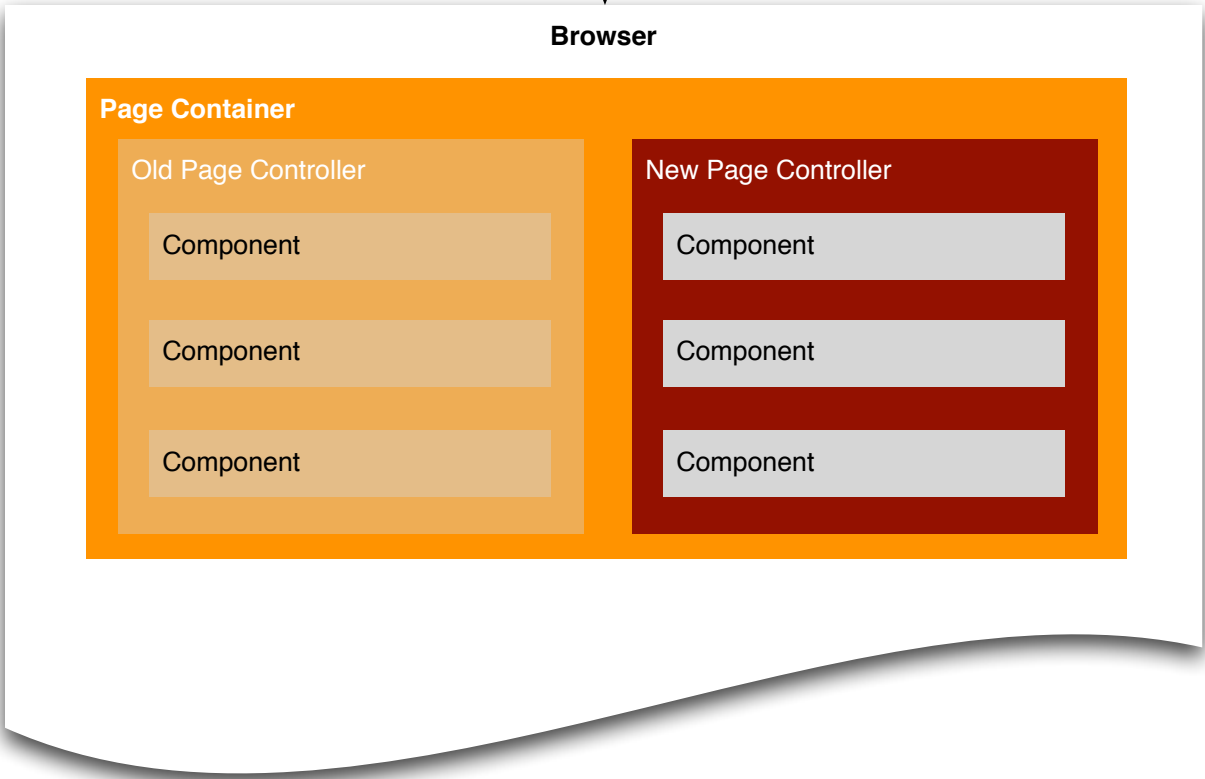 Browser
Page Container
Old Page Controller
Component
Component
Component
New Page Controller
Component
Component
Component